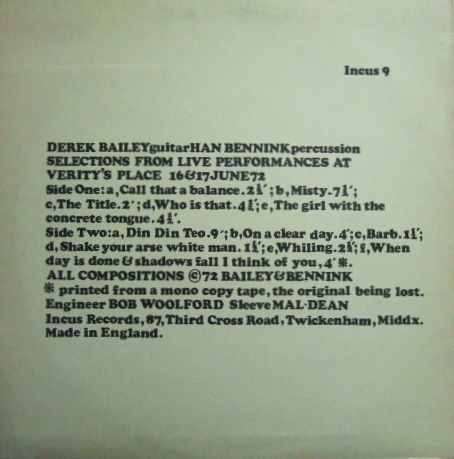 Incus 9
DEREK BAILEYguitarHAN BENNINKpercussion
SELECTIONS FROM LIVE PERFORMANCES AT
VERITY'S PLACE 16&17JUNE72
Side One:a,Call that a balance.2½′;b,Misty.7½′;
c,The Title.2′;d,Who is that.4½′;e,The girl with the
concrete tongue.4½′.
Side Two:a,Din Din Teo.9′;b,On a clear day.4′;c,Barb.1½′;
d,Shake your arse white man.1½′;e,Whiling.2½′;f,When
day is done & shadows fall I think of you,4′*.
ALL COMPOSITIONS ©72 BAILEY&BENNINK
* printed from a mono copy tape, the original being lost.
Engineer BOB WOOLFORD Sleeve MAL·DEAN
Incus Records,87,Third Cross Road,Twickenham,Middx.
Made in England.